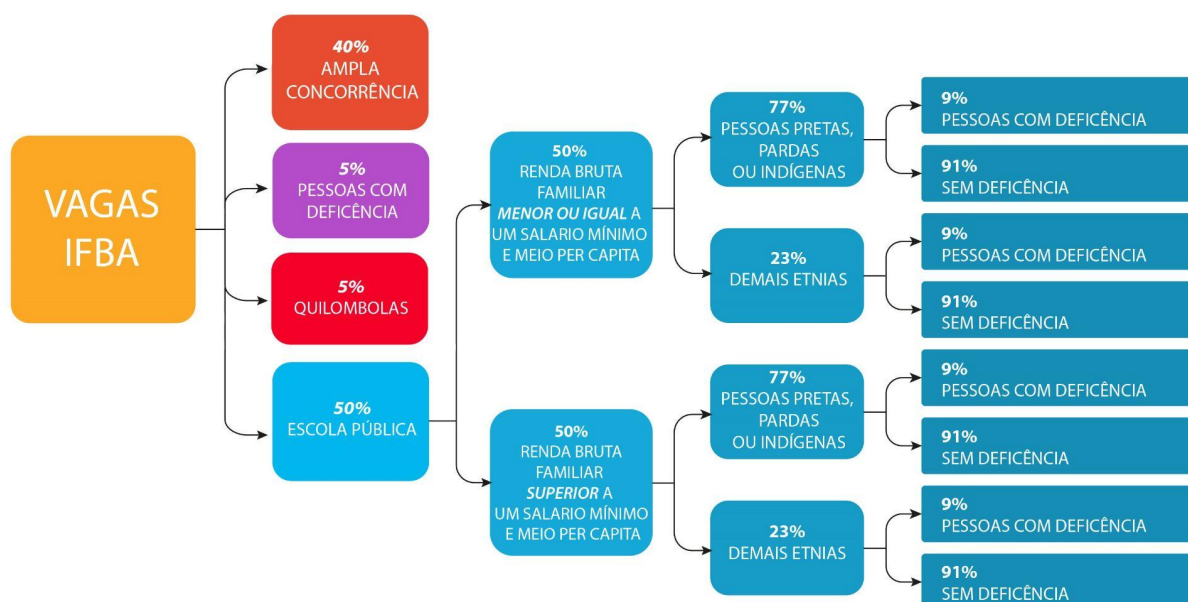 VAGAS
IFBA
40%
AMPLA
CONCORRÊNCIA
5%
PESSOAS COM
DEFICÊNCIA
5%
QUILOMBOLAS
50%
ESCOLA PÚBLICA
50%
RENDA BRUTA
FAMILIAR
MENOR OU IGUAL A
UM SALARIO MÍNIMO
E MEIO PER CAPITA
50%
RENDA BRUTA
FAMILIAR
SUPERIOR A
UM SALARIO MÍNIMO
E MEIO PER CAPITA
77%
PESSOAS PRETAS,
PARDAS
OU INDÍGENAS
23%
DEMAIS ETNIAS
77%
PESSOAS PRETAS,
PARDAS
OU INDÍGENAS
23%
DEMAIS ETNIAS
9%
PESSOAS COM DEFICÊNCIA
91%
SEM DEFICÊNCIA
9%
PESSOAS COM DEFICÊNCIA
91%
SEM DEFICÊNCIA
9%
PESSOAS COM DEFICÊNCIA
91%
SEM DEFICÊNCIA
9%
PESSOAS COM DEFICÊNCIA
91%
SEM DEFICÊNCIA